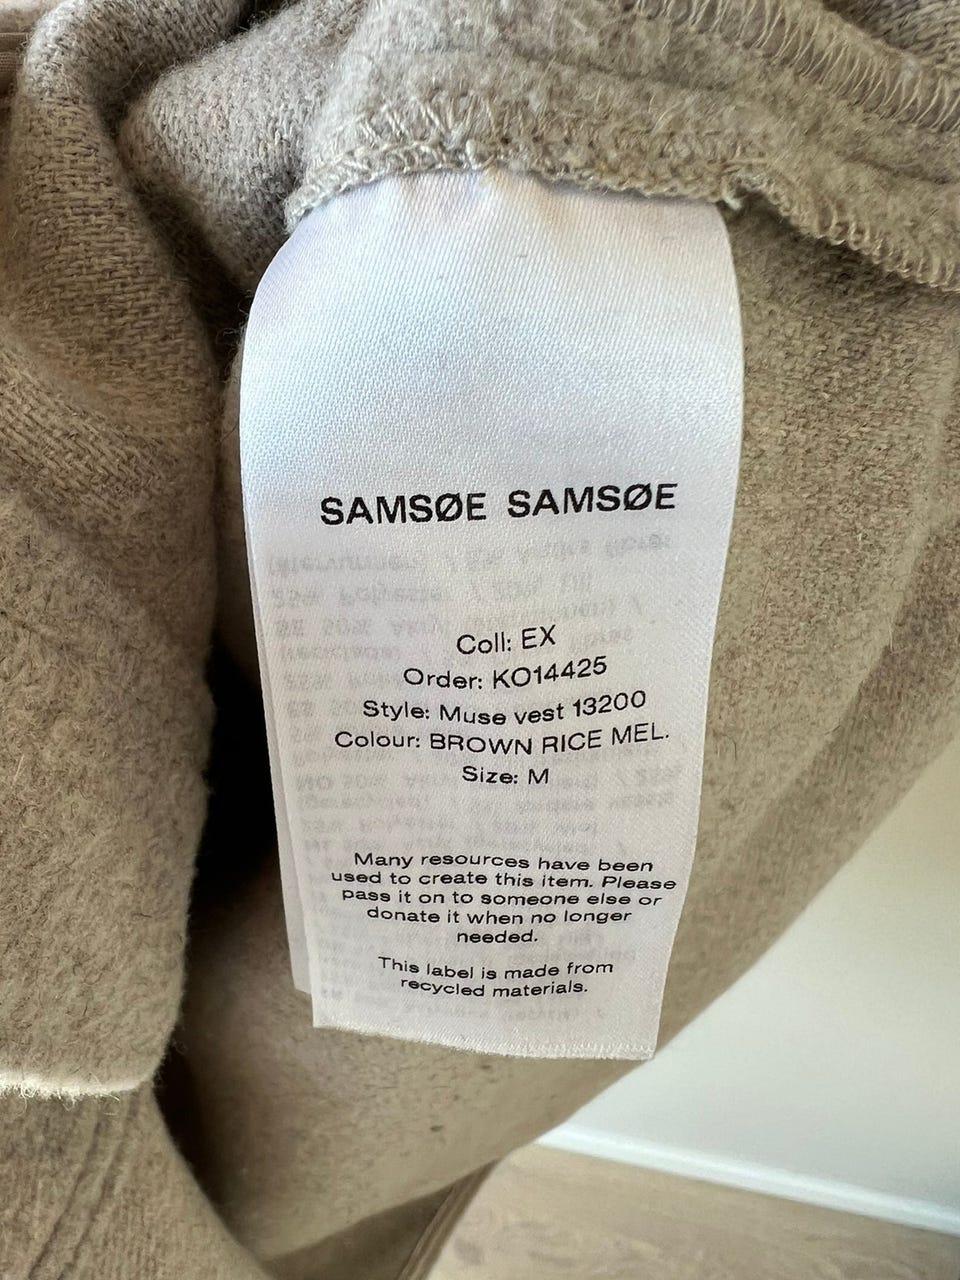 SAMSØE SAMSØE
Coll: EX
Order: KO14425
Style: Muse vest 13200
Colour: BROWN RICE MEL.
Size: M
Many resources have been
used to create this item. Please
pass it on to someone else or
donate it when no longer
needed.
This label is made from
recycled materials.